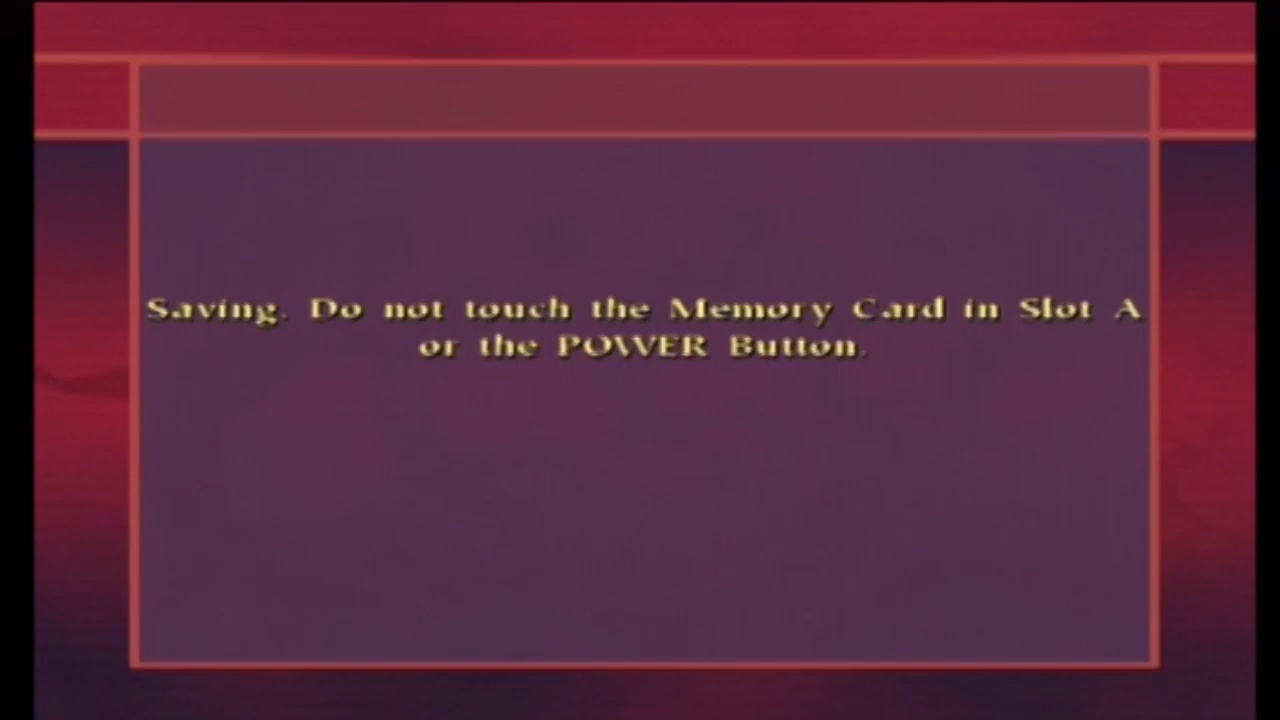 Saving. Do not touch the Memory Card in Slot A
or the POWER Button.